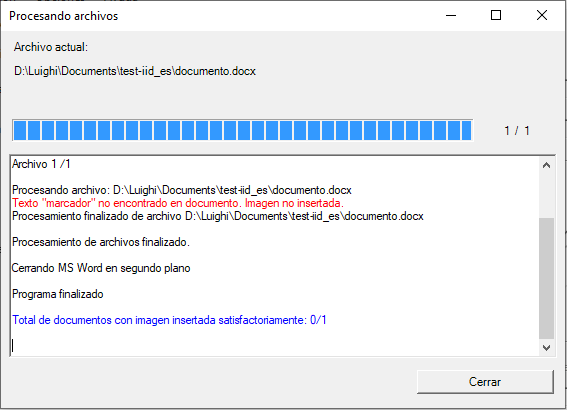 Procesando archivos
Archivo actual:
D:\Luighi\Documents\test-iid_es\documento.docx
1 / 1
Archivo 1 /1
Procesando archivo: D:\Luighi\Documents\test-iid_es\documento.docx
Texto "marcador" no encontrado en documento. Imagen no insertada.
Procesamiento finalizado de archivo D:\Luighi\Documents\test-iid_es\documento.docx
Procesamiento de archivos finalizado.
Cerrando MS Word en segundo plano
Programa finalizado
Total de documentos con imagen insertada satisfactoriamente: 0/1
Cerrar